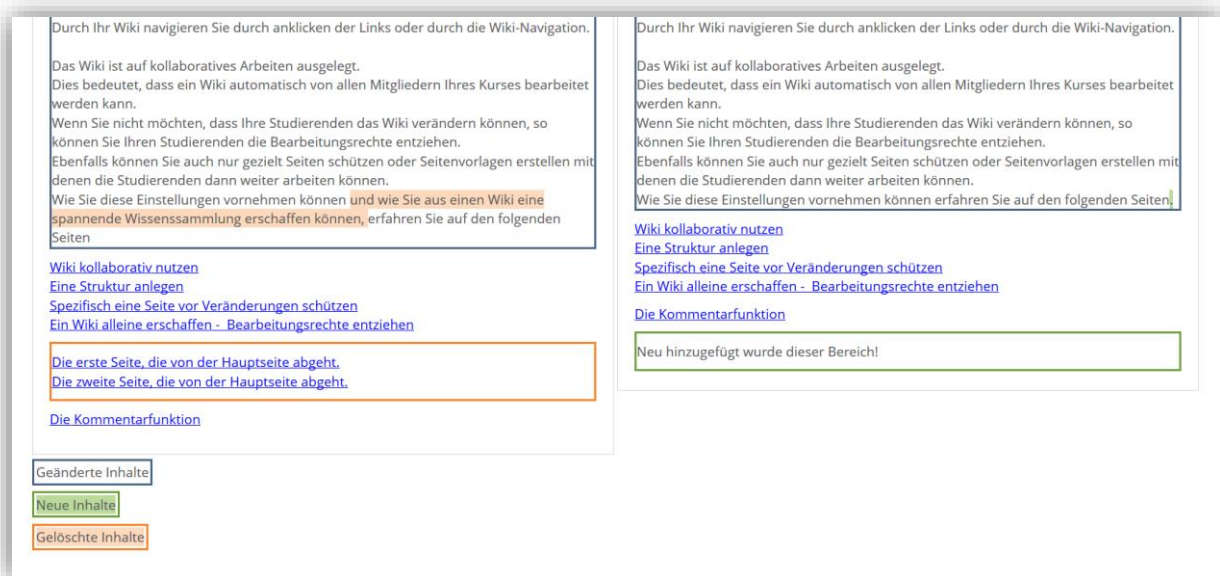 Durch Ihr Wiki navigieren Sie durch anklicken der Links oder durch die Wiki-Navigation.
Das Wiki ist auf kollaboratives Arbeiten ausgelegt.
Dies bedeutet, dass ein Wiki automatisch von allen Mitgliedern Ihres Kurses bearbeitet
werden kann.
Wenn Sie nicht möchten, dass Ihre Studierenden das Wiki verändern können, so
können Sie Ihren Studierenden die Bearbeitungsrechte entziehen.
Ebenfalls können Sie auch nur gezielt Seiten schützen oder Seitenvorlagen erstellen mit
denen die Studierenden dann weiter arbeiten können.
Wie Sie diese Einstellungen vornehmen können und wie Sie aus einen Wiki eine
spannende Wissenssammlung erschaffen können, erfahren Sie auf den folgenden
Seiten
Wiki kollaborativ nutzen
Eine Struktur anlegen
Spezifisch eine Seite vor Veränderungen schützen
Ein Wiki alleine erschaffen - Bearbeitungsrechte entziehen
Die erste Seite, die von der Hauptseite abgeht.
Die zweite Seite, die von der Hauptseite abgeht.
Die Kommentarfunktion
Durch Ihr Wiki navigieren Sie durch anklicken der Links oder durch die Wiki-Navigation.
Das Wiki ist auf kollaboratives Arbeiten ausgelegt.
Dies bedeutet, dass ein Wiki automatisch von allen Mitgliedern Ihres Kurses bearbeitet
werden kann.
Wenn Sie nicht möchten, dass Ihre Studierenden das Wiki verändern können, so
können Sie Ihren Studierenden die Bearbeitungsrechte entziehen.
Ebenfalls können Sie auch nur gezielt Seiten schützen oder Seitenvorlagen erstellen mit
denen die Studierenden dann weiter arbeiten können.
Wie Sie diese Einstellungen vornehmen können erfahren Sie auf den folgenden Seiten.
Wiki kollaborativ nutzen
Eine Struktur anlegen
Spezifisch eine Seite vor Veränderungen schützen
Ein Wiki alleine erschaffen - Bearbeitungsrechte entziehen
Die Kommentarfunktion
Neu hinzugefügt wurde dieser Bereich!
Geänderte Inhalte
Neue Inhalte
Gelöschte Inhalte